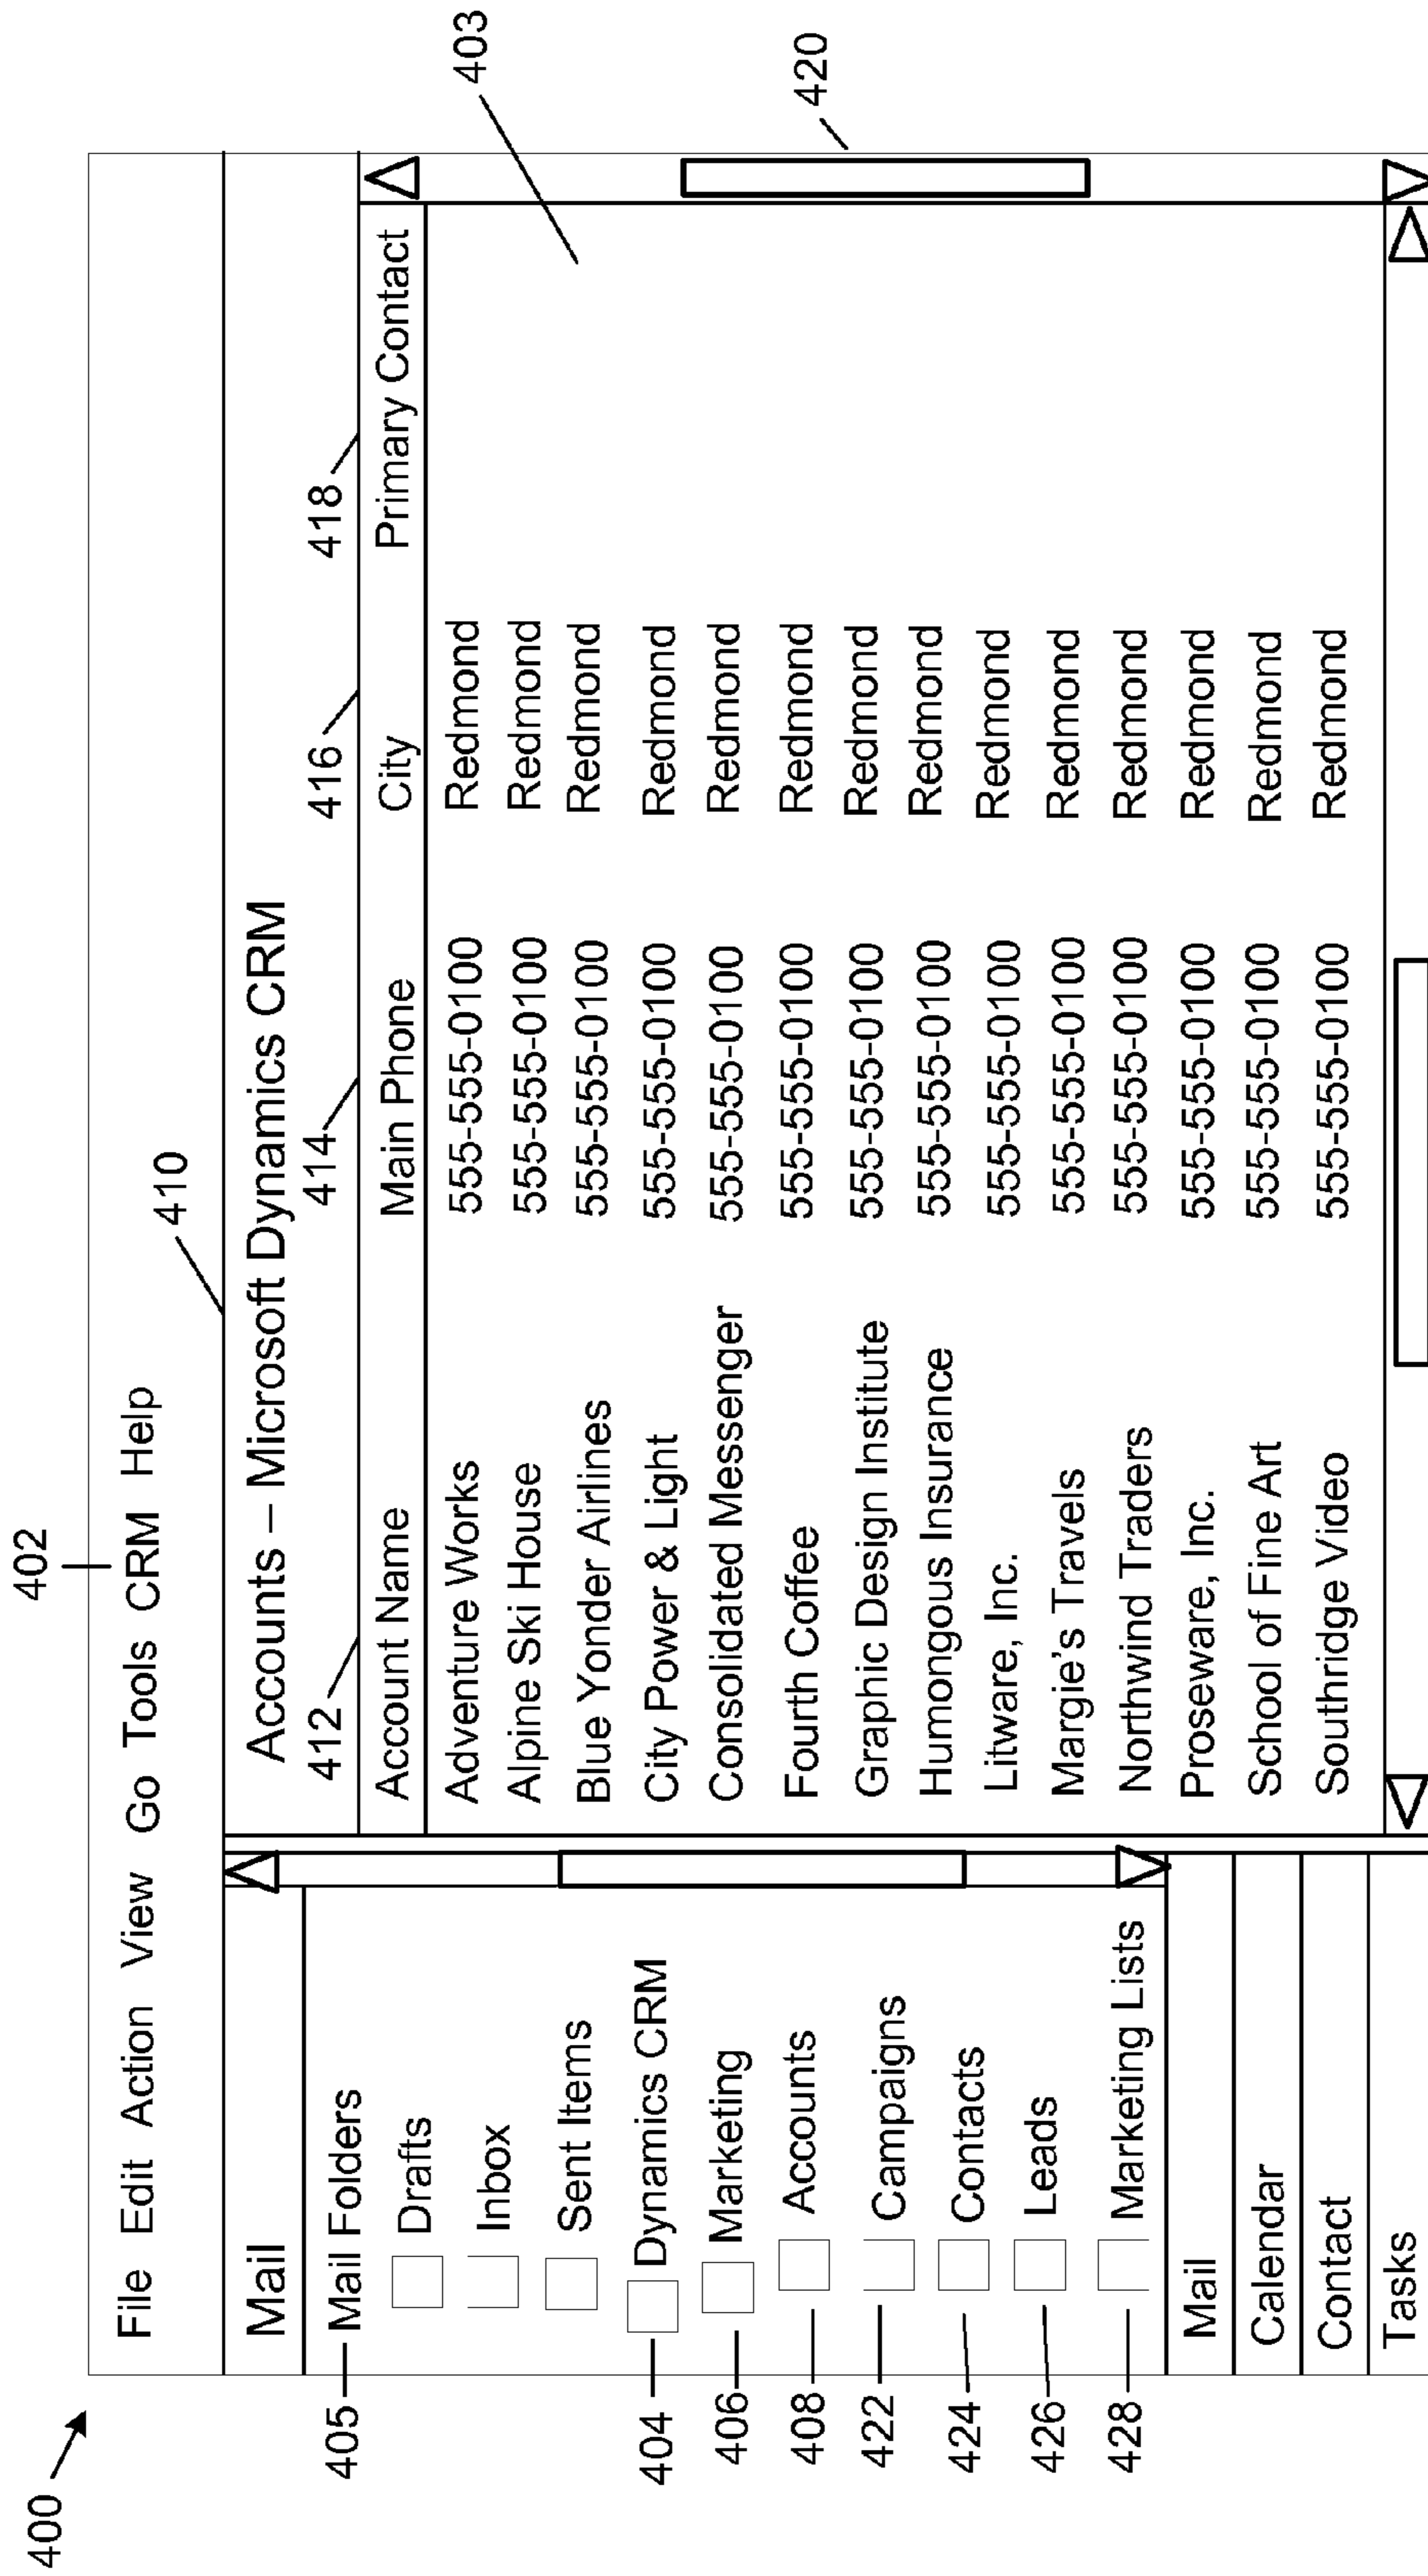 400
402
File Edit Action View Go Tools CRM Help
410
Mail
Accounts – Microsoft Dynamics CRM
405 Mail Folders
Drafts
Inbox
Sent Items
404 Dynamics CRM
406 Marketing
408 Accounts
422 Campaigns
424 Contacts
426 Leads
428 Marketing Lists
Mail
Calendar
Contact
Tasks
412 414 416 418
Account Name Main Phone City Primary Contact
403
Adventure Works 555-555-0100 Redmond
Alpine Ski House 555-555-0100 Redmond
Blue Yonder Airlines 555-555-0100 Redmond
City Power & Light 555-555-0100 Redmond
Consolidated Messenger 555-555-0100 Redmond
Fourth Coffee 555-555-0100 Redmond
Graphic Design Institute 555-555-0100 Redmond
Humongous Insurance 555-555-0100 Redmond
Litware, Inc. 555-555-0100 Redmond
Margie's Travels 555-555-0100 Redmond
Northwind Traders 555-555-0100 Redmond
Proseware, Inc. 555-555-0100 Redmond
School of Fine Art 555-555-0100 Redmond
Southridge Video 555-555-0100 Redmond
420